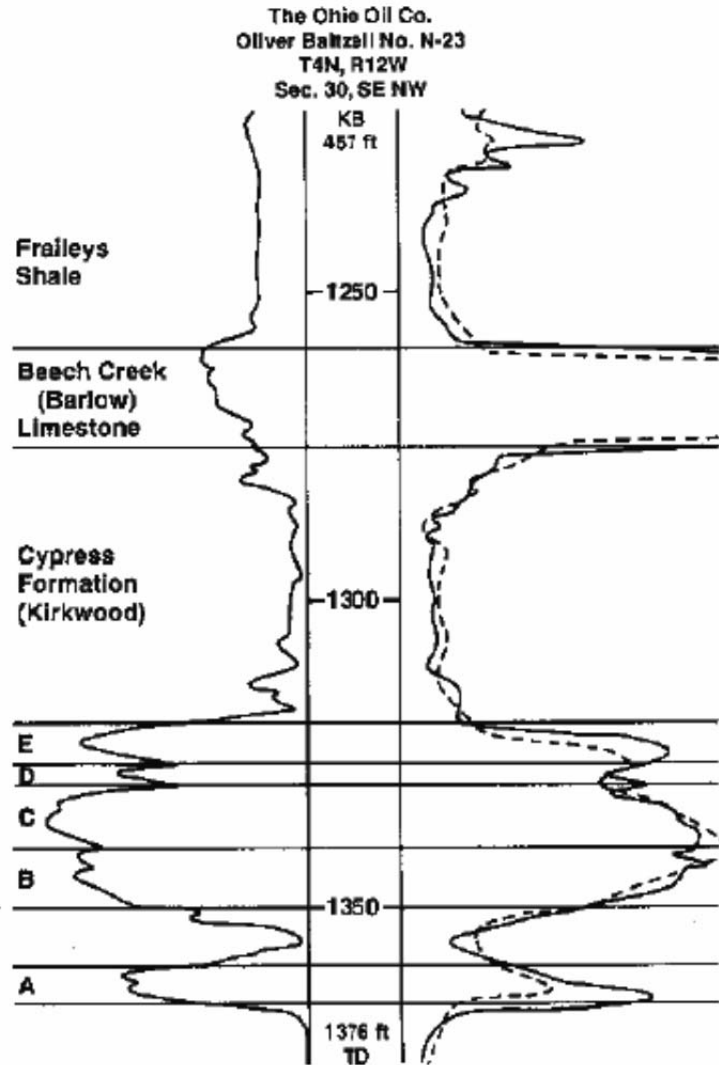 The Ohio Oil Co.
Oliver Baltzell No. N-23
T4N, R12W
Sec. 30, SE NW
KB
457 ft
Fraileys
Shale
1250
Beech Creek
(Barlow)
Limestone
Cypress
Formation
(Kirkwood)
1300
E
D
C
B
1350
A
1376 ft
TD